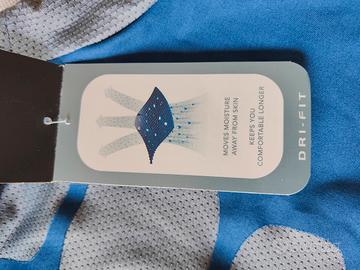 MOVES MOISTURE
AWAY FROM SKIN
KEEPS YOU
COMFORTABLE LONGER
DRI-FIT